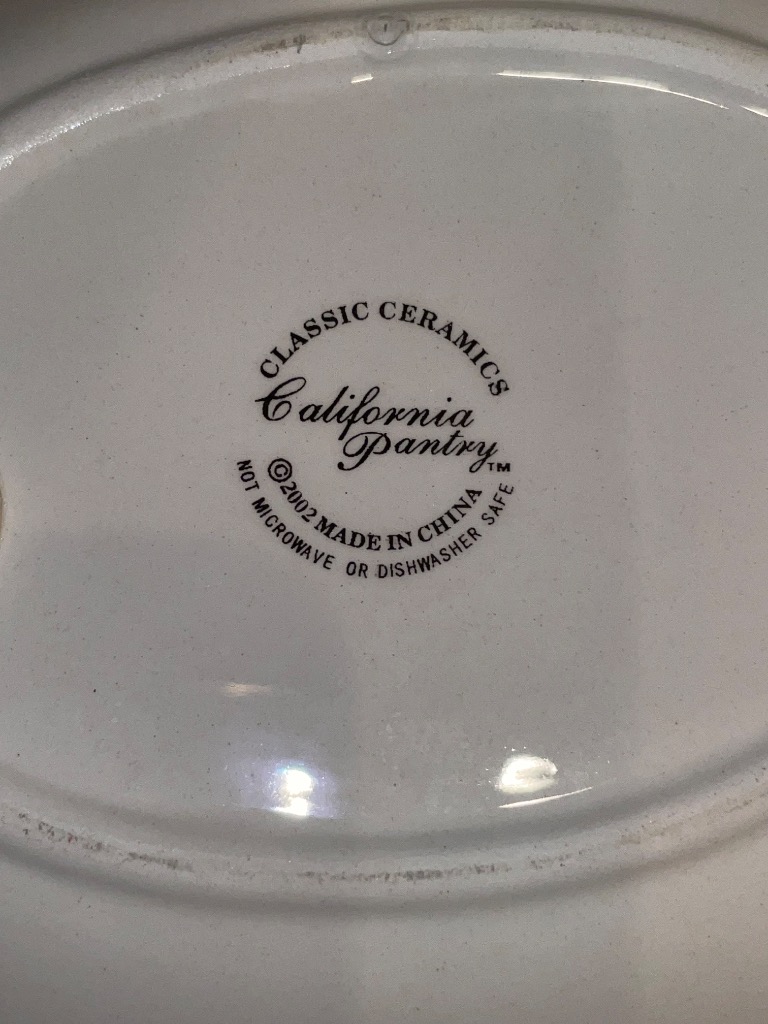 CLASSIC CERAMICS
California
Pantry™
©2002 MADE IN CHINA
NOT MICROWAVE OR DISHWASHER SAFE